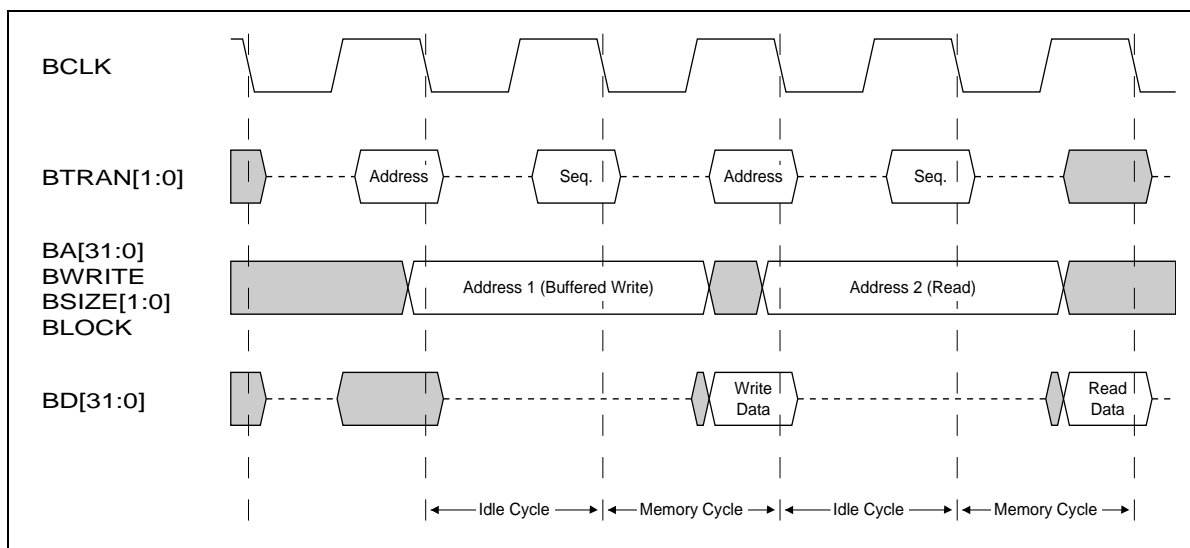 BCLK
BTRAN[1:0]
Address
Seq.
Address
Seq.
BA[31:0]
BWRITE
BSIZE[1:0]
BLOCK
Address 1 (Buffered Write)
Address 2 (Read)
BD[31:0]
Write
Data
Read
Data
Idle Cycle
Memory Cycle
Idle Cycle
Memory Cycle